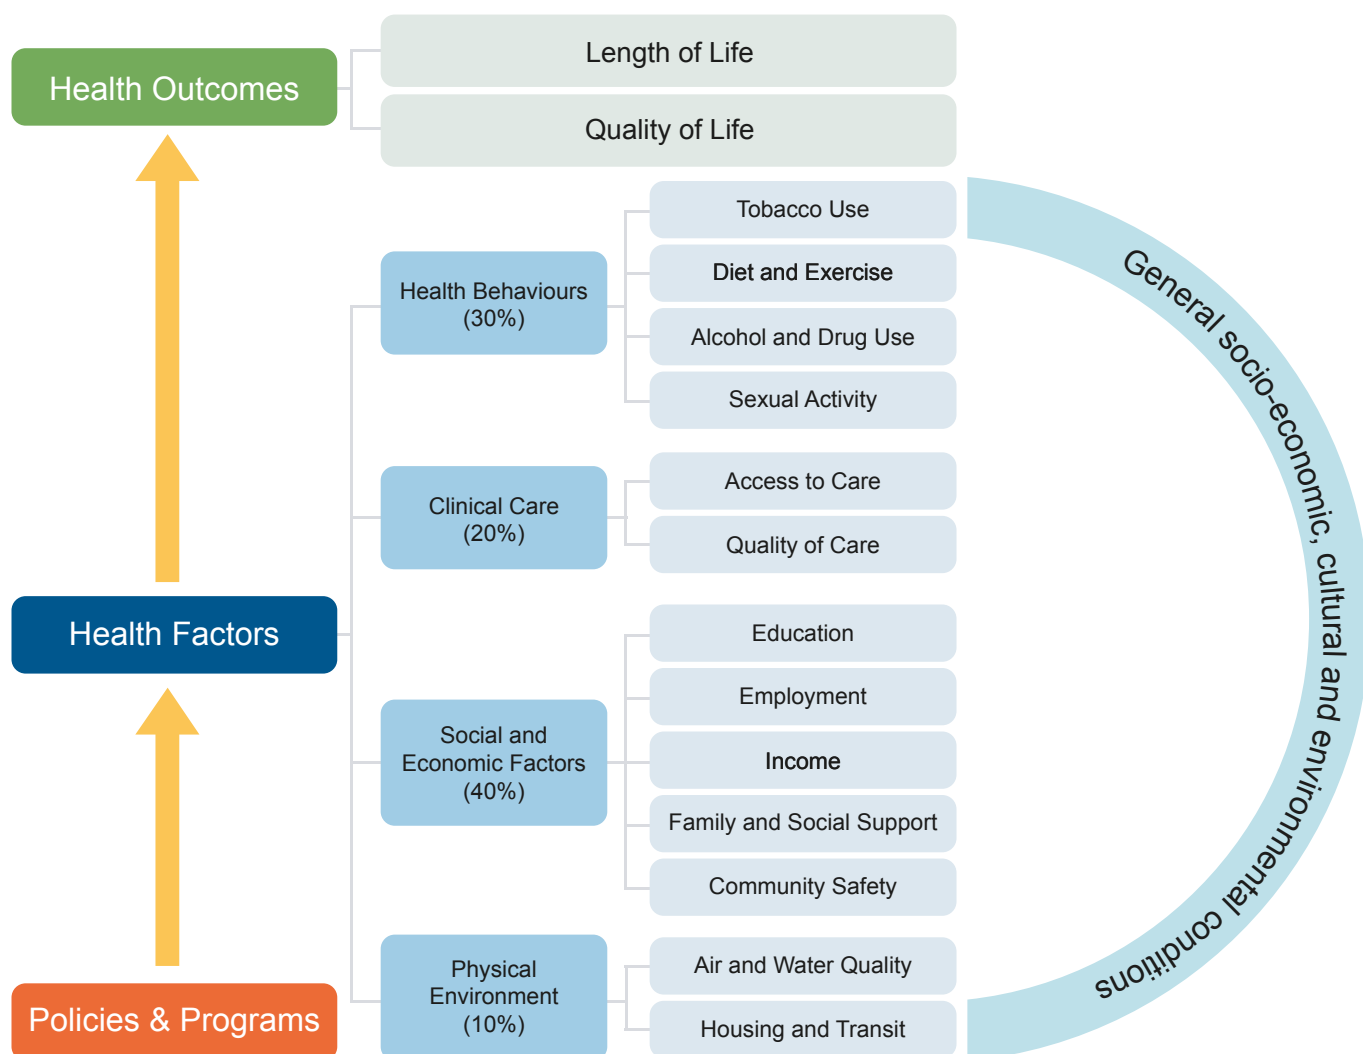 Health Outcomes
Length of Life
Quality of Life
Health Factors
Health Behaviours
(30%)
Tobacco Use
Diet and Exercise
Alcohol and Drug Use
Sexual Activity
Clinical Care
(20%)
Access to Care
Quality of Care
Social and
Economic Factors
(40%)
Education
Employment
Income
Family and Social Support
Community Safety
Physical
Environment
(10%)
Air and Water Quality
Housing and Transit
Policies & Programs
General socio-economic, cultural and environmental conditions